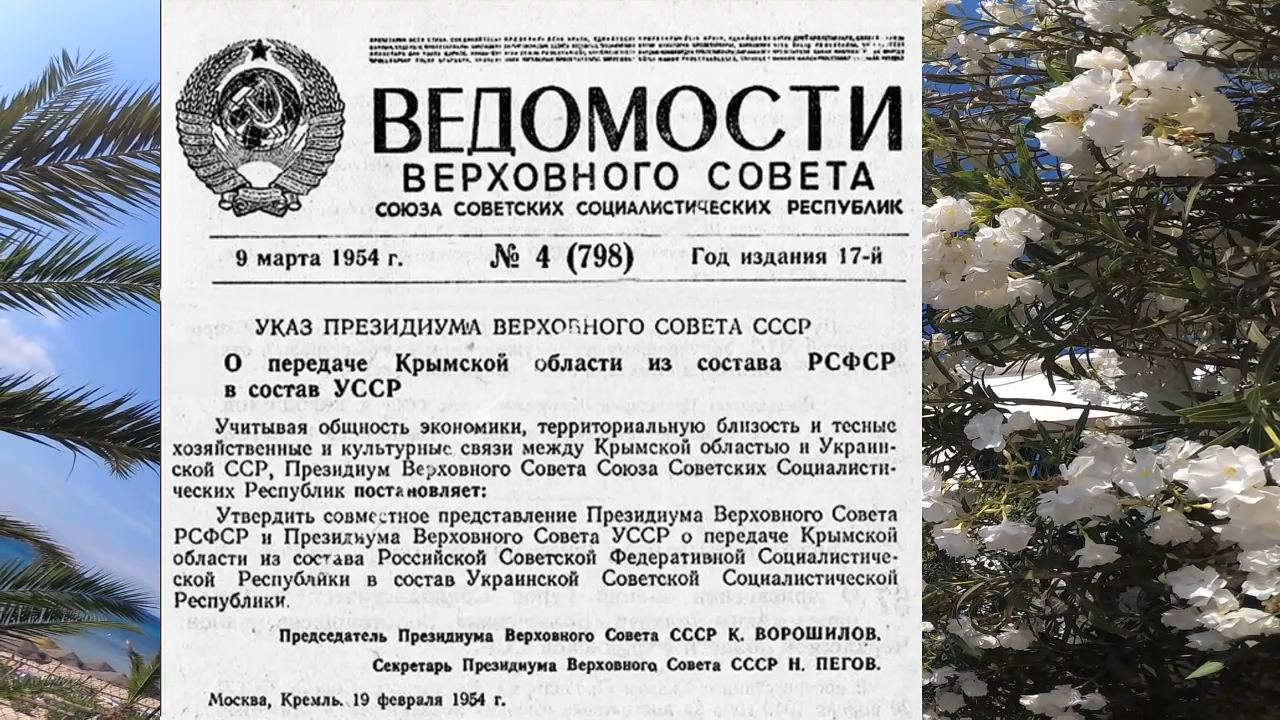 ВЕДОМОСТИ
ВЕРХОВНОГО СОВЕТА
СОЮЗА СОВЕТСКИХ СОЦИАЛИСТИЧЕСКИХ РЕСПУБЛИК
9 марта 1954 г. № 4 (798) Год издания 17-й
УКАЗ ПРЕЗИДИУМА ВЕРХОВНОГО СОВЕТА СССР
О передаче Крымской области из состава РСФСР
в состав УССР
Учитывая общность экономики, территориальную близость и тесные
хозяйственные и культурные связи между Крымской областью и Украин-
ской ССР, Президиум Верховного Совета Союза Советских Социалисти-
ческих Республик постановляет:
Утвердить совместное представление Президиума Верховного Совета
РСФСР и Президиума Верховного Совета УССР о передаче Крымской
области из состава Российской Советской Федеративной Социалистиче-
ской Республики в состав Украинской Советской Социалистической
Республики.
Председатель Президиума Верховного Совета СССР К. ВОРОШИЛОВ.
Секретарь Президиума Верховного Совета СССР Н. ПЕГОВ.
Москва, Кремль. 19 февраля 1954 г.